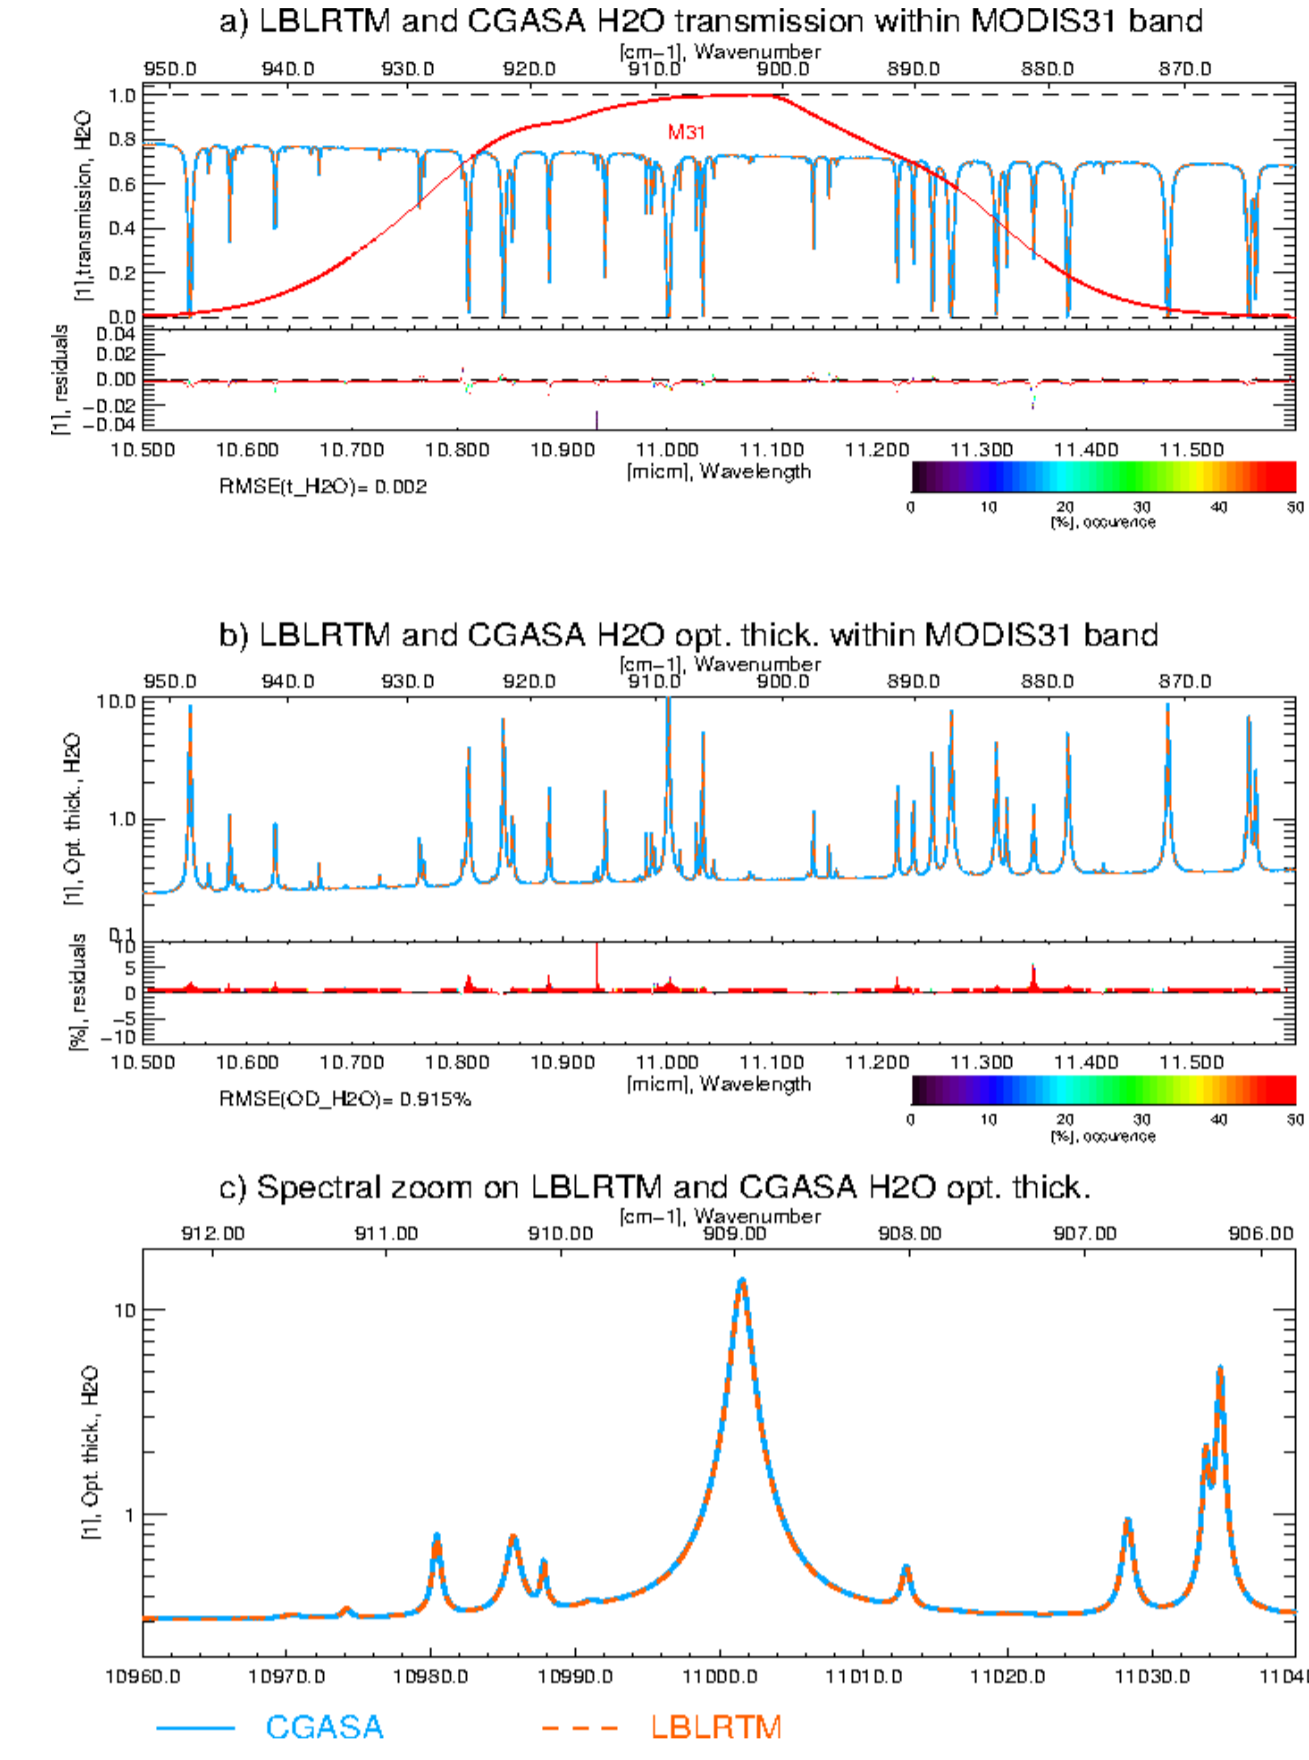 a) LBLRTM and CGASA H2O transmission within MODIS31 band
[cm-1], Wavenumber
950.0 940.0 930.0 920.0 910.0 900.0 890.0 880.0 870.0
[1],transmission, H2O
1.0
0.8
0.6
0.4
0.2
0.0
M31
[1], residuals
0.04
0.02
0.00
-0.02
-0.04
10.500 10.600 10.700 10.800 10.900 11.000 11.100 11.200 11.300 11.400 11.500
[micm], Wavelength
RMSE(t_H2O)= 0.002
0 10 20 30 40 50
[%], occurence
b) LBLRTM and CGASA H2O opt. thick. within MODIS31 band
[cm-1], Wavenumber
950.0 940.0 930.0 920.0 910.0 900.0 890.0 880.0 870.0
[1], Opt. thick., H2O
10.0
1.0
0.1
[%], residuals
10
5
0
-5
-10
10.500 10.600 10.700 10.800 10.900 11.000 11.100 11.200 11.300 11.400 11.500
[micm], Wavelength
RMSE(OD_H2O)= 0.915%
0 10 20 30 40 50
[%], occurence
c) Spectral zoom on LBLRTM and CGASA H2O opt. thick.
[cm-1], Wavenumber
912.00 911.00 910.00 909.00 908.00 907.00 906.00
[1], Opt. thick., H2O
10
1
10960.0 10970.0 10980.0 10990.0 11000.0 11010.0 11020.0 11030.0
CGASA LBLRTM